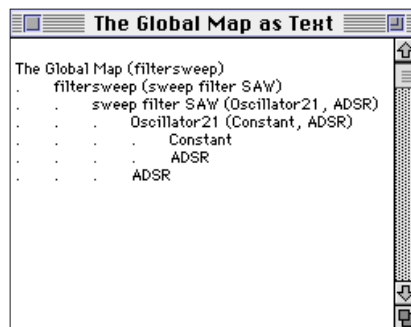 The Global Map as Text
The Global Map (filtersweep)
. filtersweep (sweep filter SAW)
. . sweep filter SAW (Oscillator21, ADSR)
. . . Oscillator21 (Constant, ADSR)
. . . . Constant
. . . . ADSR
. . . ADSR